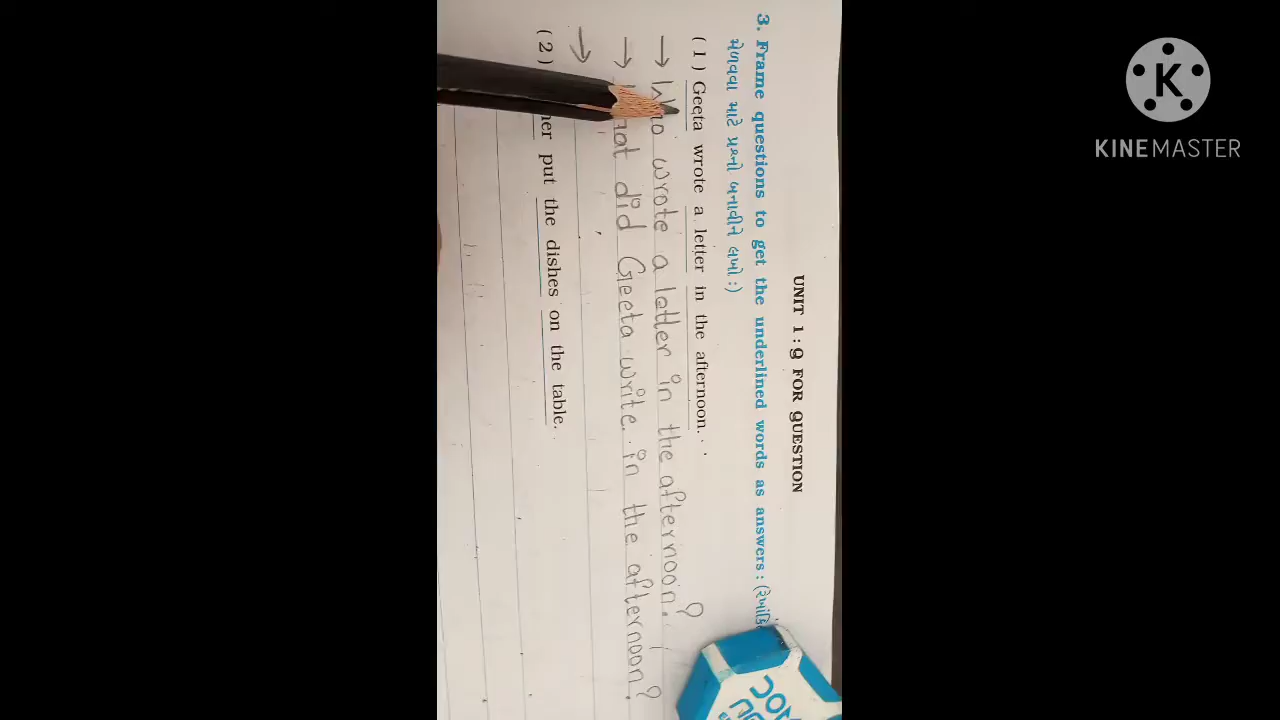 UNIT 1 : Q FOR QUESTION
3. Frame questions to get the underlined words as answers : (રેખાંકિ
મેળવવા માટે પ્રશ્નો બનાવીને લખો :)
(1) Geeta wrote a letter in the afternoon.
→ Who wrote a letter in the afternoon?
→ What did Geeta write in the afternoon?
→
(2) her put the dishes on the table.
KINEMASTER